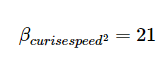 β_{curisespeed²} = 21